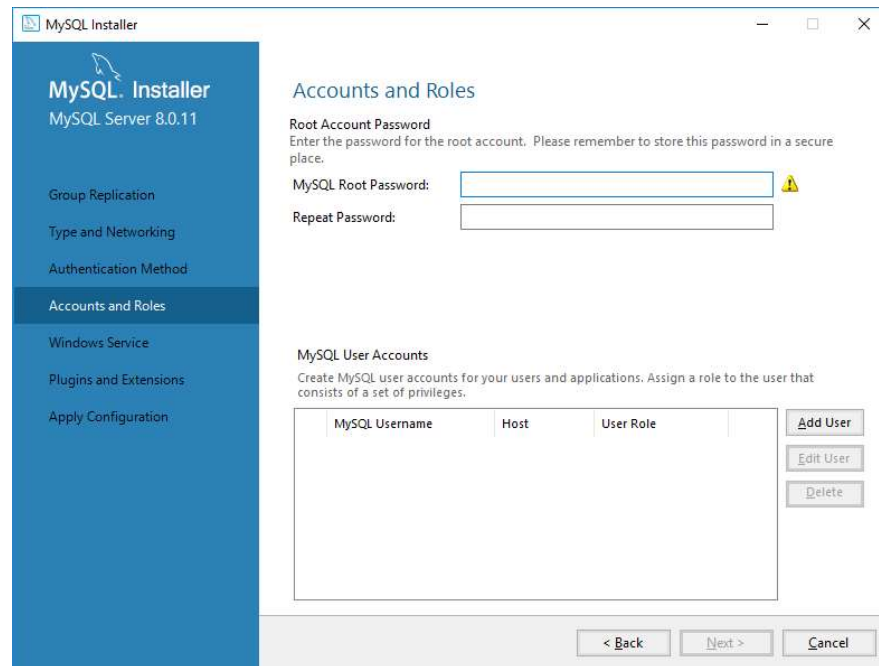 MySQL Installer
MySQL. Installer
MySQL Server 8.0.11
Group Replication
Type and Networking
Authentication Method
Accounts and Roles
Windows Service
Plugins and Extensions
Apply Configuration
Accounts and Roles
Root Account Password
Enter the password for the root account. Please remember to store this password in a secure
place.
MySQL Root Password:
Repeat Password:
MySQL User Accounts
Create MySQL user accounts for your users and applications. Assign a role to the user that
consists of a set of privileges.
MySQL Username Host User Role
Add User
Edit User
Delete
< Back Next > Cancel